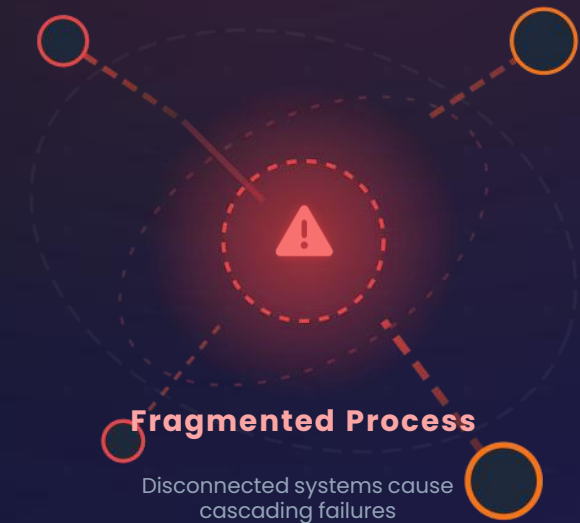 Fragmented Process
Disconnected systems cause
cascading failures